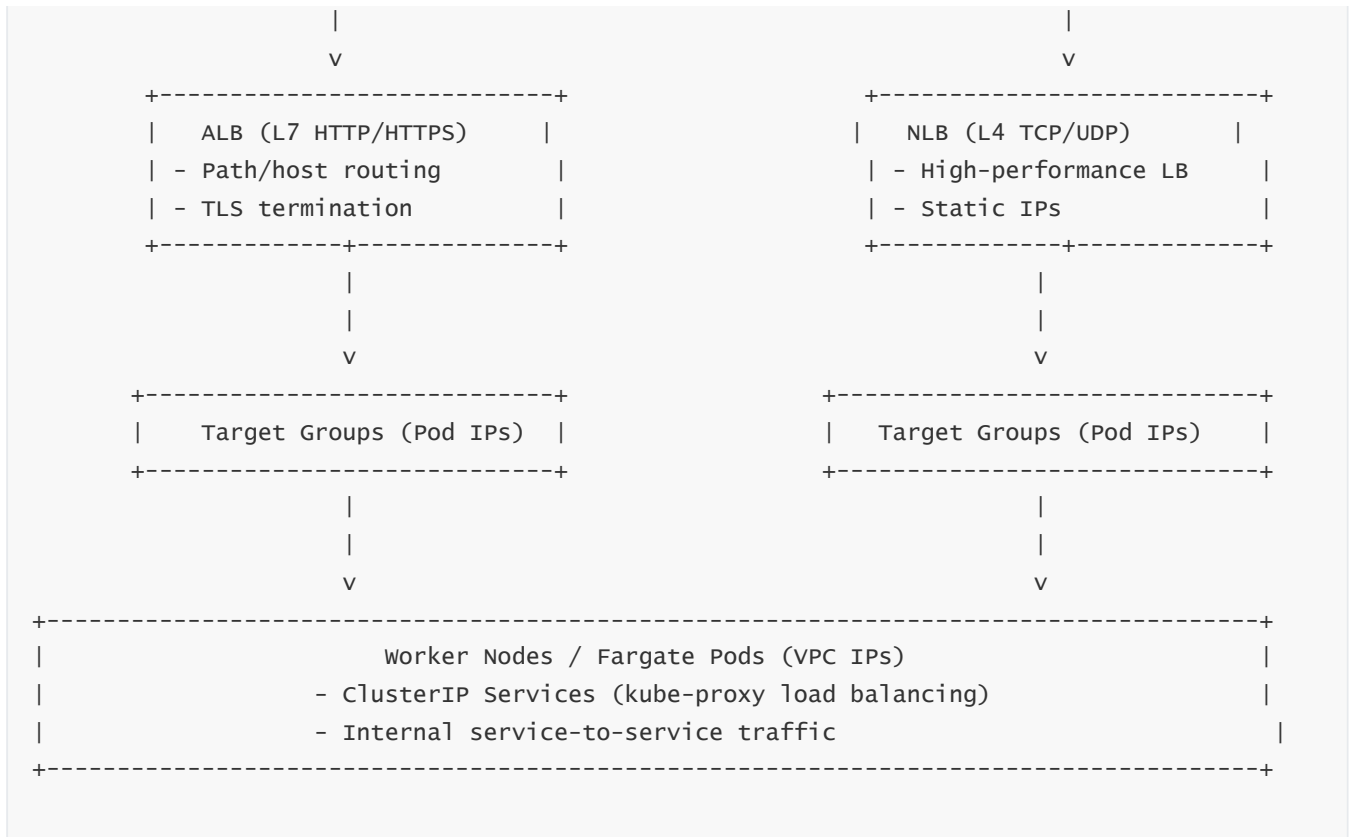 |                                                   |
v                                                   v
+----------------------------+                     +---------------------------+
|   ALB (L7 HTTP/HTTPS)     |                     |   NLB (L4 TCP/UDP)       |
| - Path/host routing        |                     | - High-performance LB     |
| - TLS termination          |                     | - Static IPs              |
+-------------+--------------+                     +-------------+-------------+
|                                                |
|                                                |
v                                                v
+-----------------------------+                  +------------------------------+
|    Target Groups (Pod IPs)  |                  |   Target Groups (Pod IPs)    |
+-----------------------------+                  +------------------------------+
|                                                |
|                                                |
v                                                v
+--------------------------------------------------------------------------------------+
|                        Worker Nodes / Fargate Pods (VPC IPs)                         |
|                   - ClusterIP Services (kube-proxy load balancing)                   |
|                   - Internal service-to-service traffic                               |
+--------------------------------------------------------------------------------------+